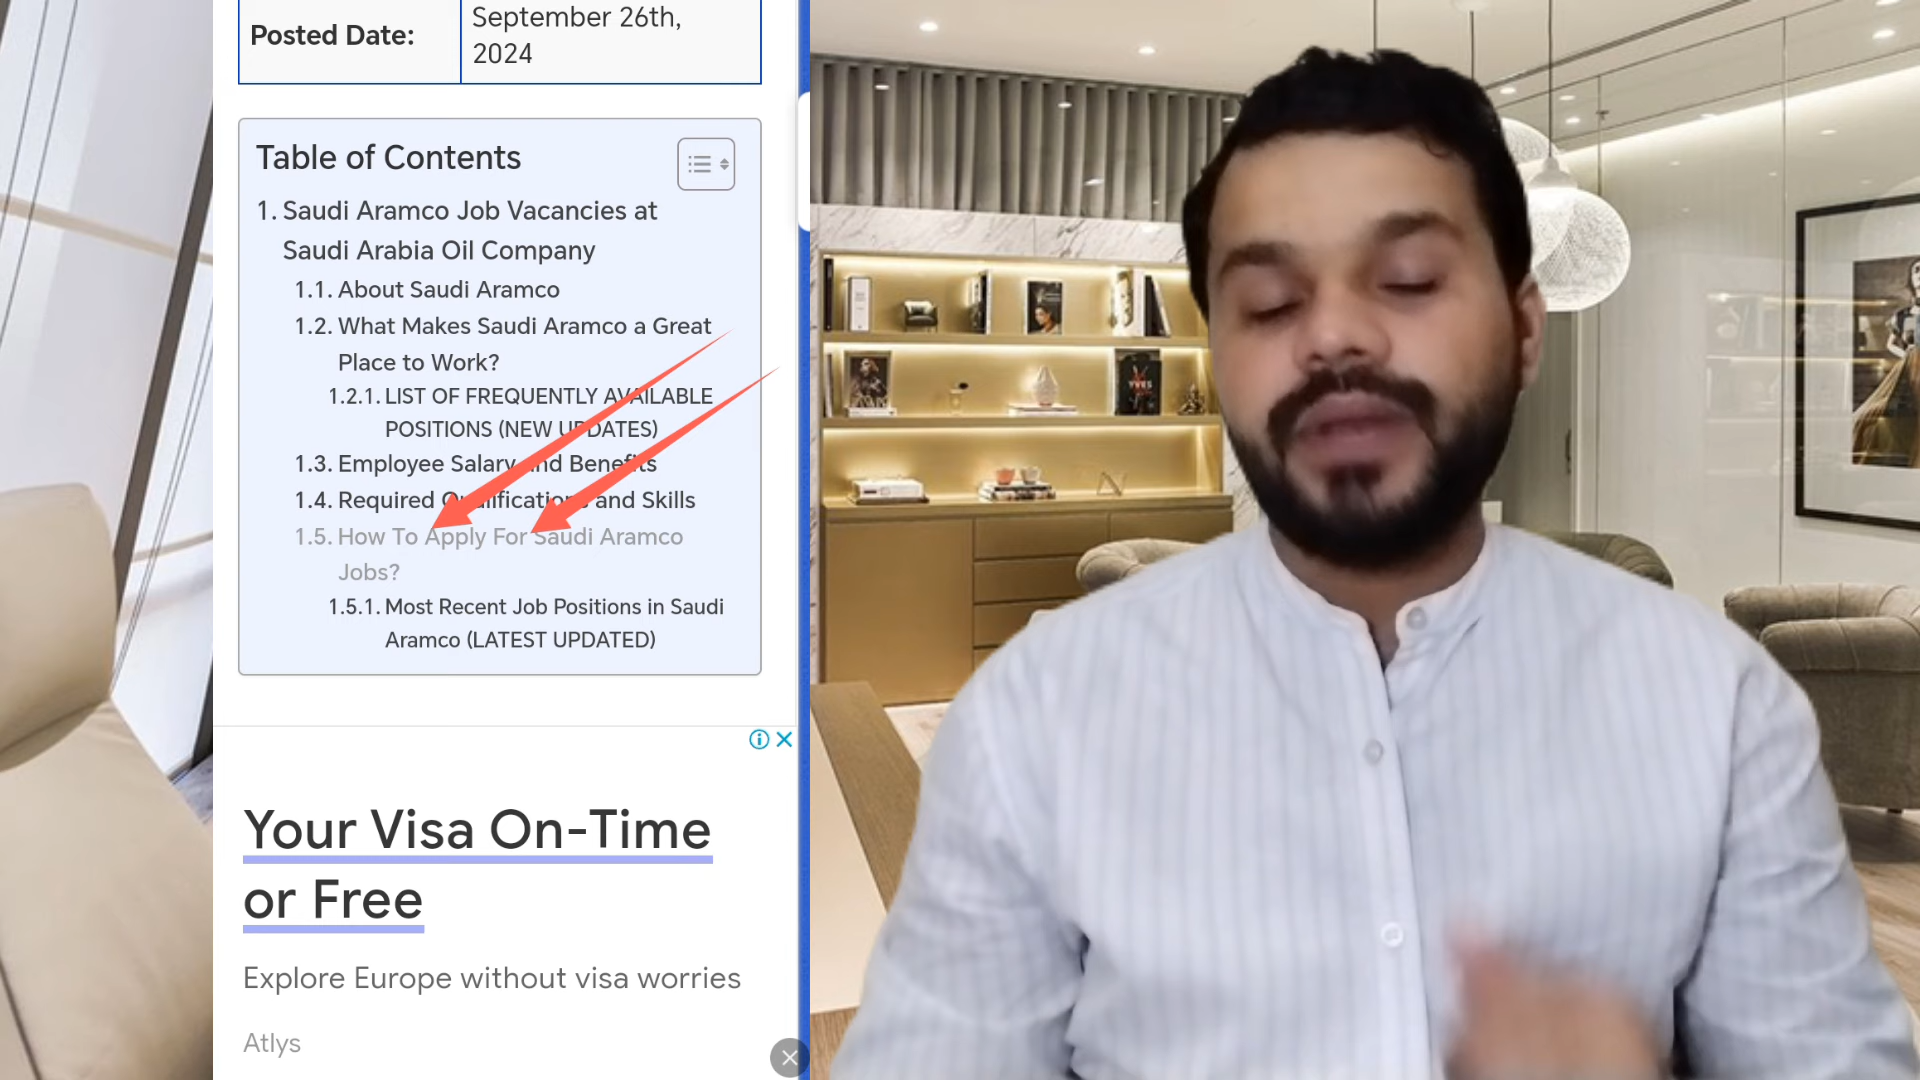 Posted Date:
September 26th,
2024
Table of Contents
1. Saudi Aramco Job Vacancies at
Saudi Arabia Oil Company
1.1. About Saudi Aramco
1.2. What Makes Saudi Aramco a Great
Place to Work?
1.2.1. LIST OF FREQUENTLY AVAILABLE
POSITIONS (NEW UPDATES)
1.3. Employee Salary and Benefits
1.4. Required Qualifications and Skills
1.5. How To Apply For Saudi Aramco
Jobs?
1.5.1. Most Recent Job Positions in Saudi
Aramco (LATEST UPDATED)
Your Visa On-Time
or Free
Explore Europe without visa worries
Atlys
YVES